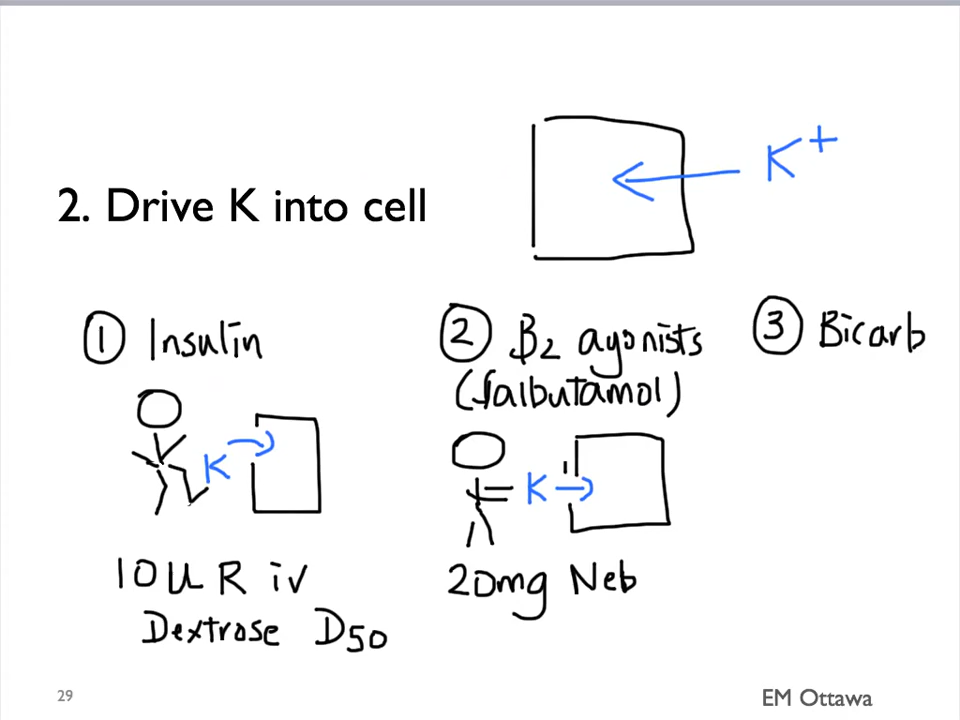 K+
2. Drive K into cell
① Insulin
② β2 agonists
(Salbutamol)
③ Bicarb
K
K
10 U R iv
Dextrose D50
20mg Neb
29
EM Ottawa